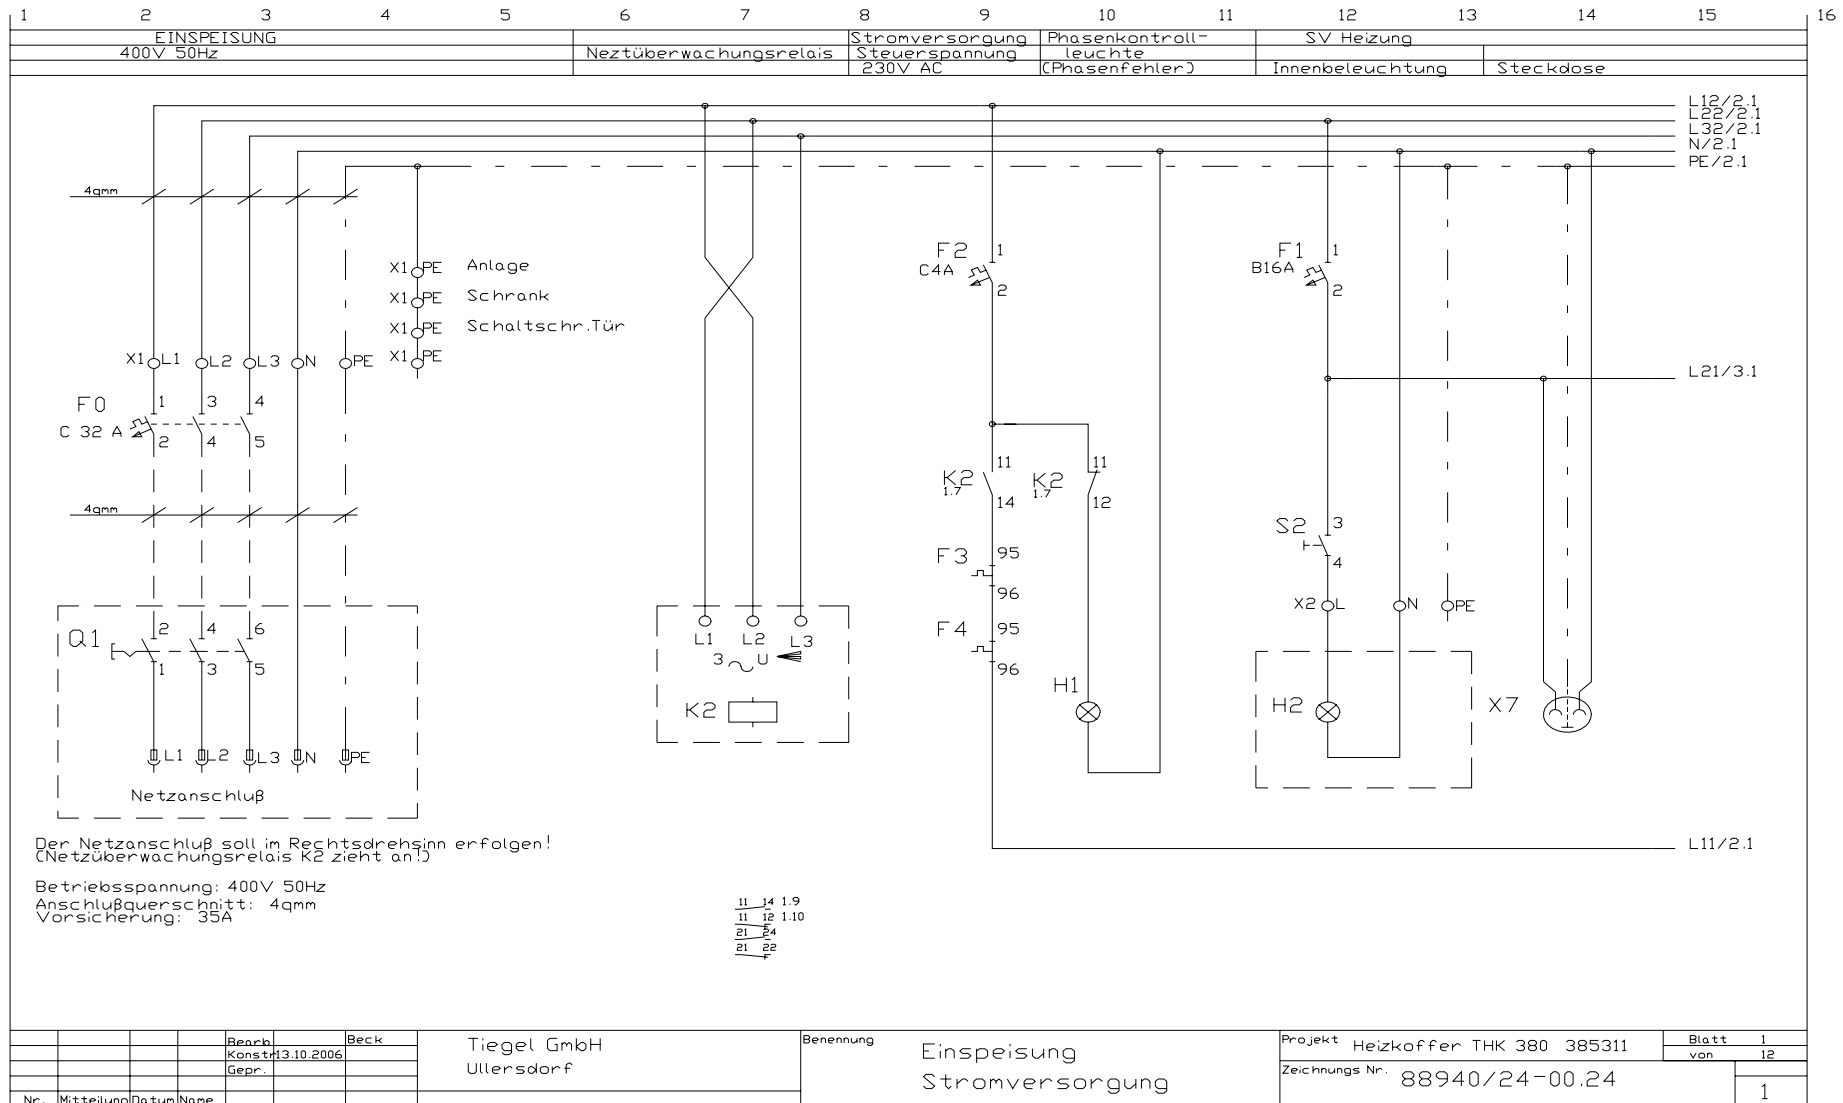 1 2 3 4 5 6 7 8 9 10 11 12 13 14 15 16
EINSPEISUNG
400V 50Hz
Neztüberwachungsrelais
Stromversorgung
Steuerspannung
230V AC
Phasenkontroll-
leuchte
(Phasenfehler)
SV Heizung
Innenbeleuchtung
Steckdose
L12/2.1
L22/2.1
L32/2.1
N/2.1
PE/2.1
4qmm
X1 PE Anlage
X1 PE Schrank
X1 PE Schaltschr.Tür
X1 PE
X1 L1 L2 L3 N PE
F0
C 32 A
1 3 4
2 4 5
4qmm
Q1
2 4 6
1 3 5
L1 L2 L3 N PE
Netzanschluß
L1 L2 L3
3 U
K2
F2
C4A
1
2
K2
1.7
11
14
K2
1.7
11
12
F3
95
96
F4
95
96
H1
F1
B16A
1
2
L21/3.1
S2
3
4
X2 L N PE
H2
X7
L11/2.1
Der Netzanschluß soll im Rechtsdrehsinn erfolgen!
(Netzüberwachungsrelais K2 zieht an!)
Betriebsspannung: 400V 50Hz
Anschlußquerschnitt: 4qmm
Vorsicherung: 35A
11 14 1.9
11 12 1.10
21 24
21 22
Bearb. Beck
Konstr 13.10.2006
Gepr.
Nr. Mitteilung Datum Name
Tiegel GmbH
Ullersdorf
Benennung
Einspeisung
Stromversorgung
Projekt Heizkoffer THK 380 385311
Zeichnungs Nr. 88940/24-00.24
Blatt 1
von 12
1